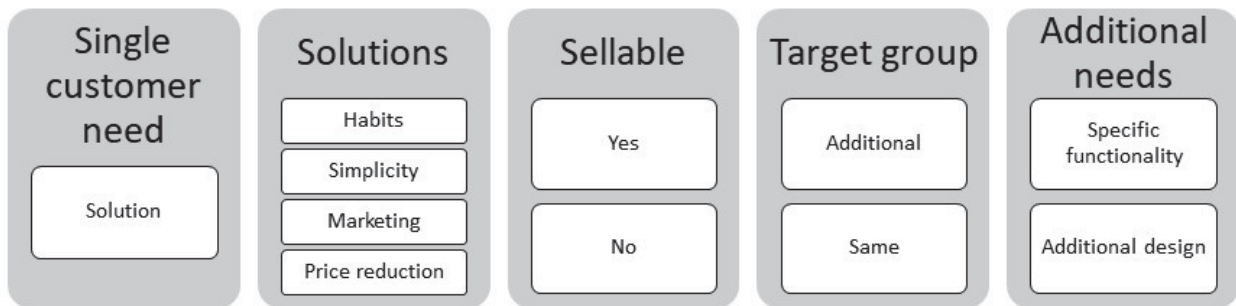 Single
customer
need
Solution
Solutions
Habits
Simplicity
Marketing
Price reduction
Sellable
Yes
No
Target group
Additional
Same
Additional
needs
Specific
functionality
Additional design